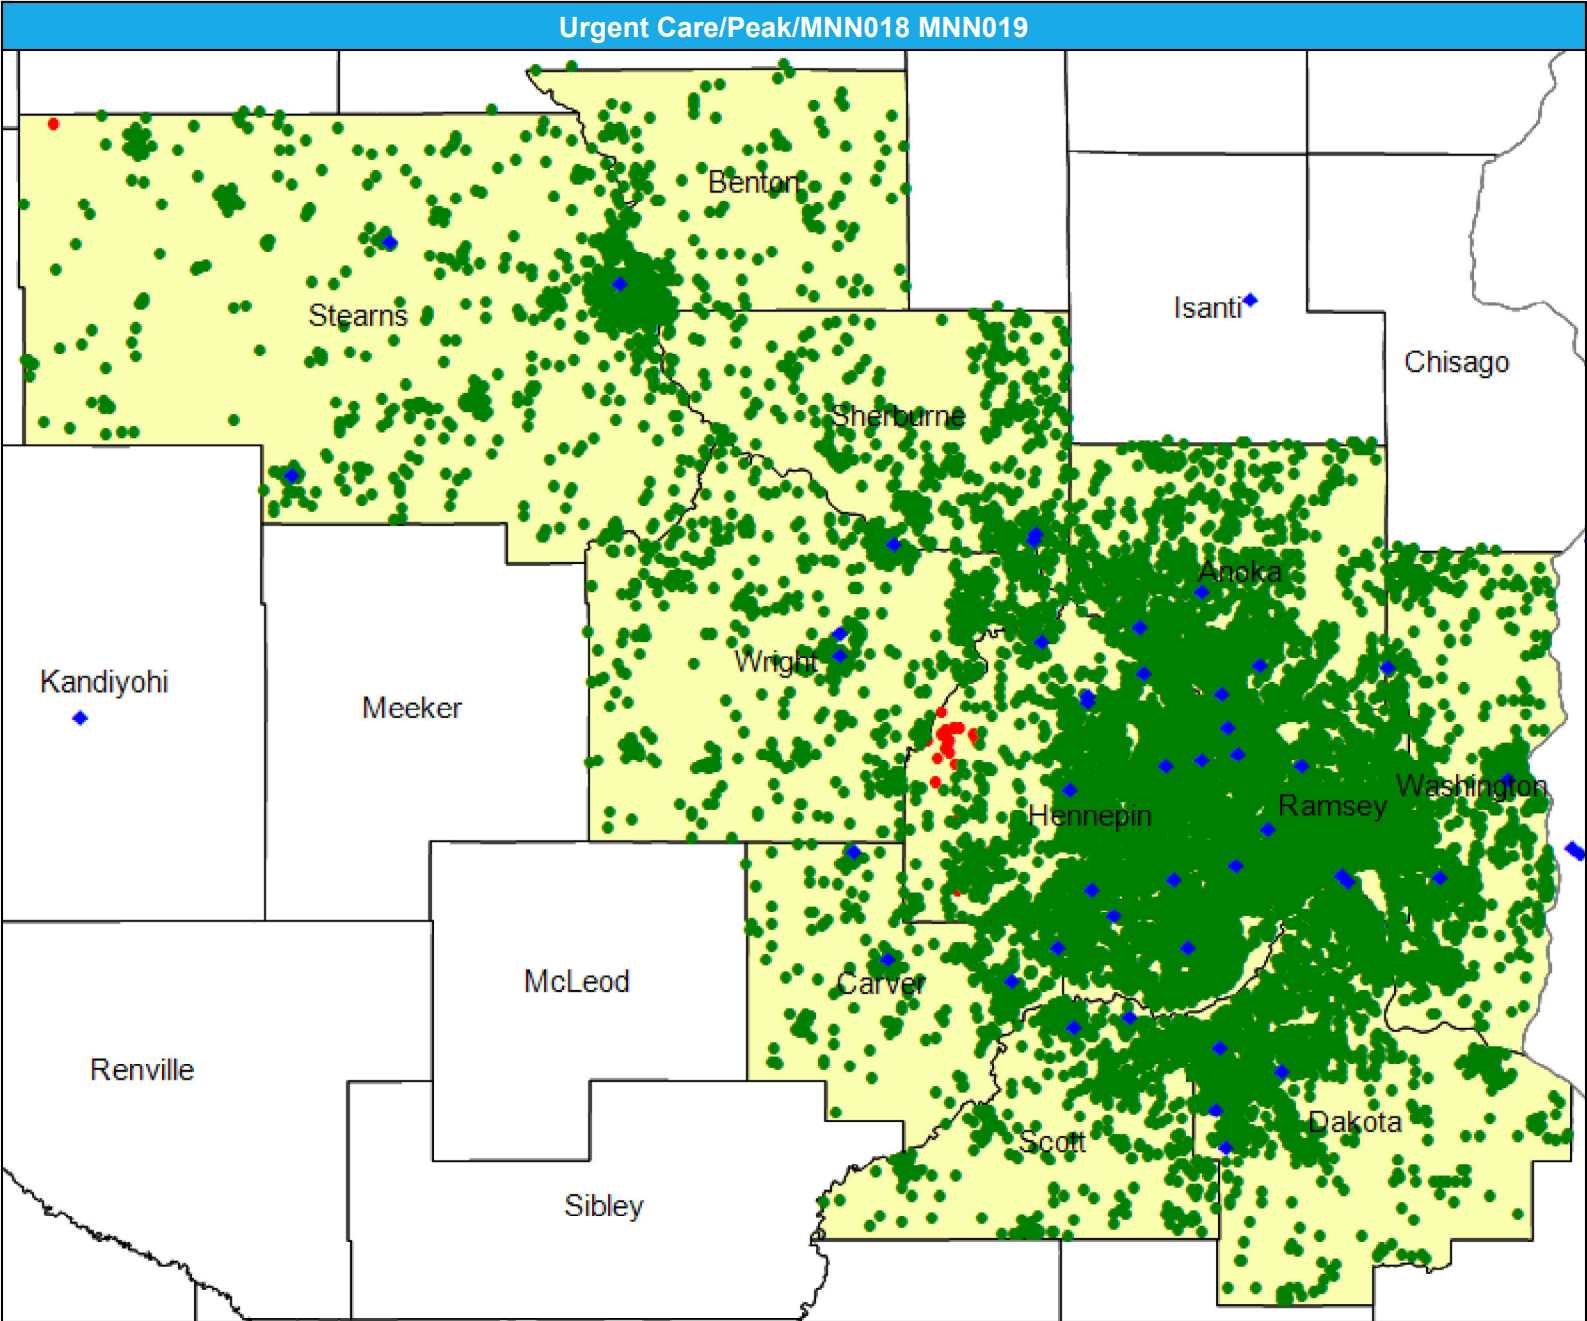 Urgent Care/Peak/MNN018 MNN019
Benton
Stearns
Isanti
Chisago
Sherburne
Anoka
Kandiyohi
Meeker
Wright
Hennepin
Ramsey
Washington
McLeod
Carver
Renville
Scott
Dakota
Sibley